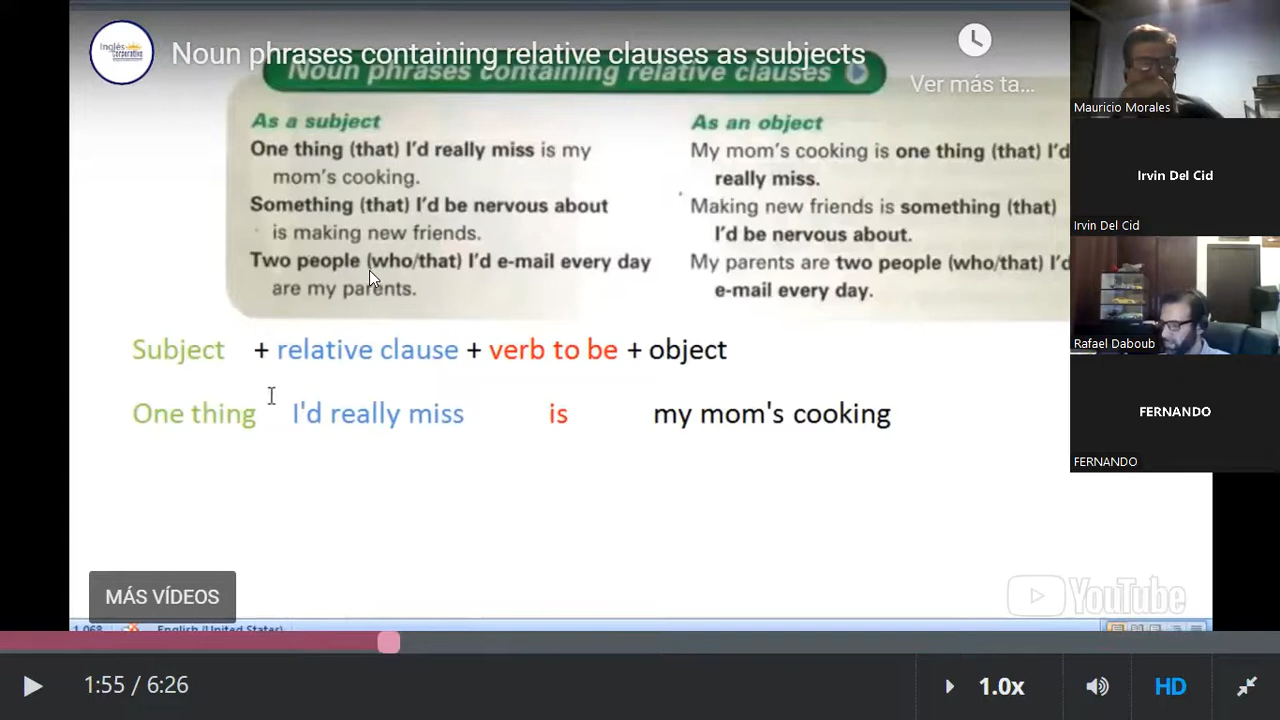 Inglés
Corporativo
Noun phrases containing relative clauses as subjects
Noun phrases containing relative clauses
Ver más ta...
As a subject
One thing (that) I'd really miss is my
mom's cooking.
Something (that) I'd be nervous about
is making new friends.
Two people (who/that) I'd e-mail every day
are my parents.
As an object
My mom's cooking is one thing (that) I'd
really miss.
Making new friends is something (that)
I'd be nervous about.
My parents are two people (who/that) I'd
e-mail every day.
Subject + relative clause + verb to be + object
One thing I'd really miss is my mom's cooking
MÁS VÍDEOS
YouTube
English (United States)
Mauricio Morales
Irvin Del Cid
Irvin Del Cid
Rafael Daboub
FERNANDO
FERNANDO
1:55 / 6:26
1.0x
HD